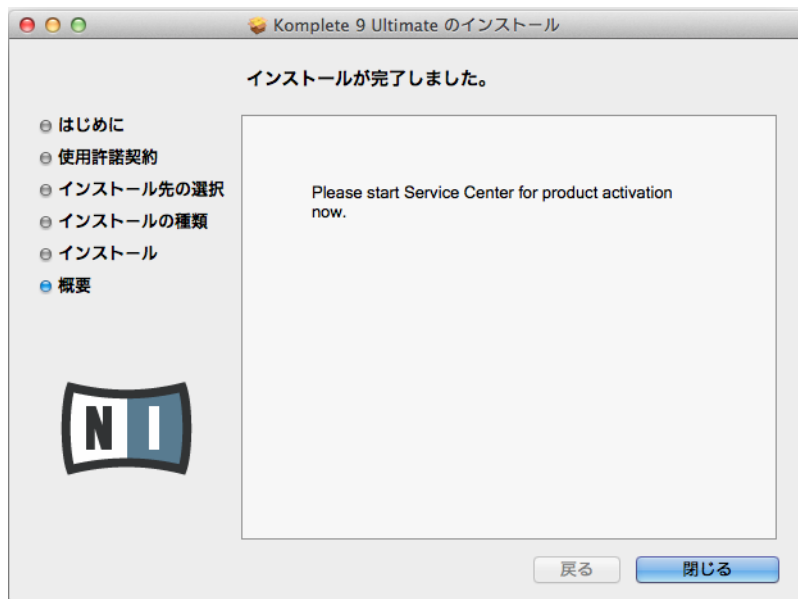 Komplete 9 Ultimate のインストール
インストールが完了しました。
はじめに
使用許諾契約
インストール先の選択
インストールの種類
インストール
概要
Please start Service Center for product activation
now.
NI
戻る
閉じる